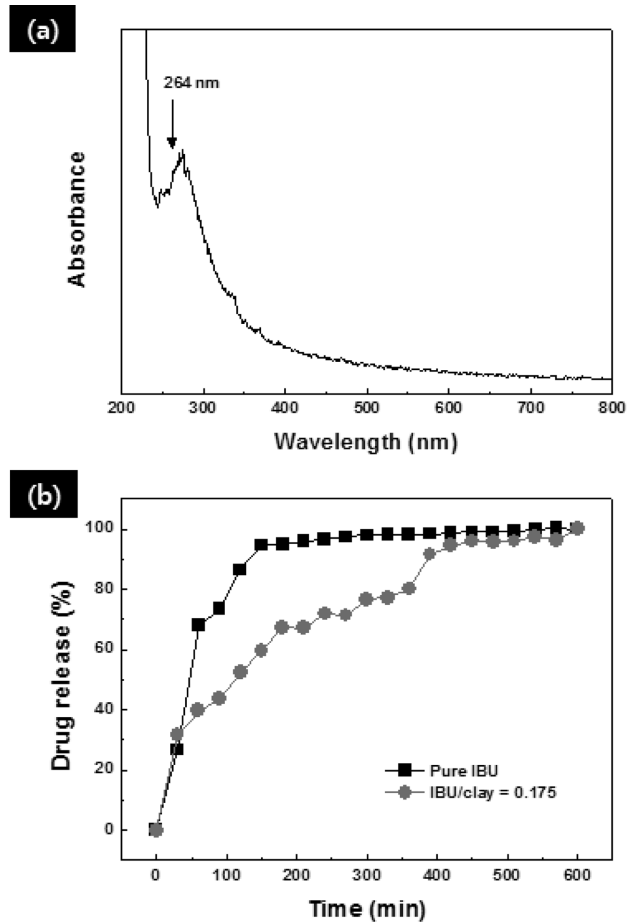 (a)
264 nm
Absorbance
200 300 400 500 600 700 800
Wavelength (nm)
(b)
100
80
60
40
20
0
Drug release (%)
Pure IBU
IBU/clay = 0.175
0 100 200 300 400 500 600
Time (min)